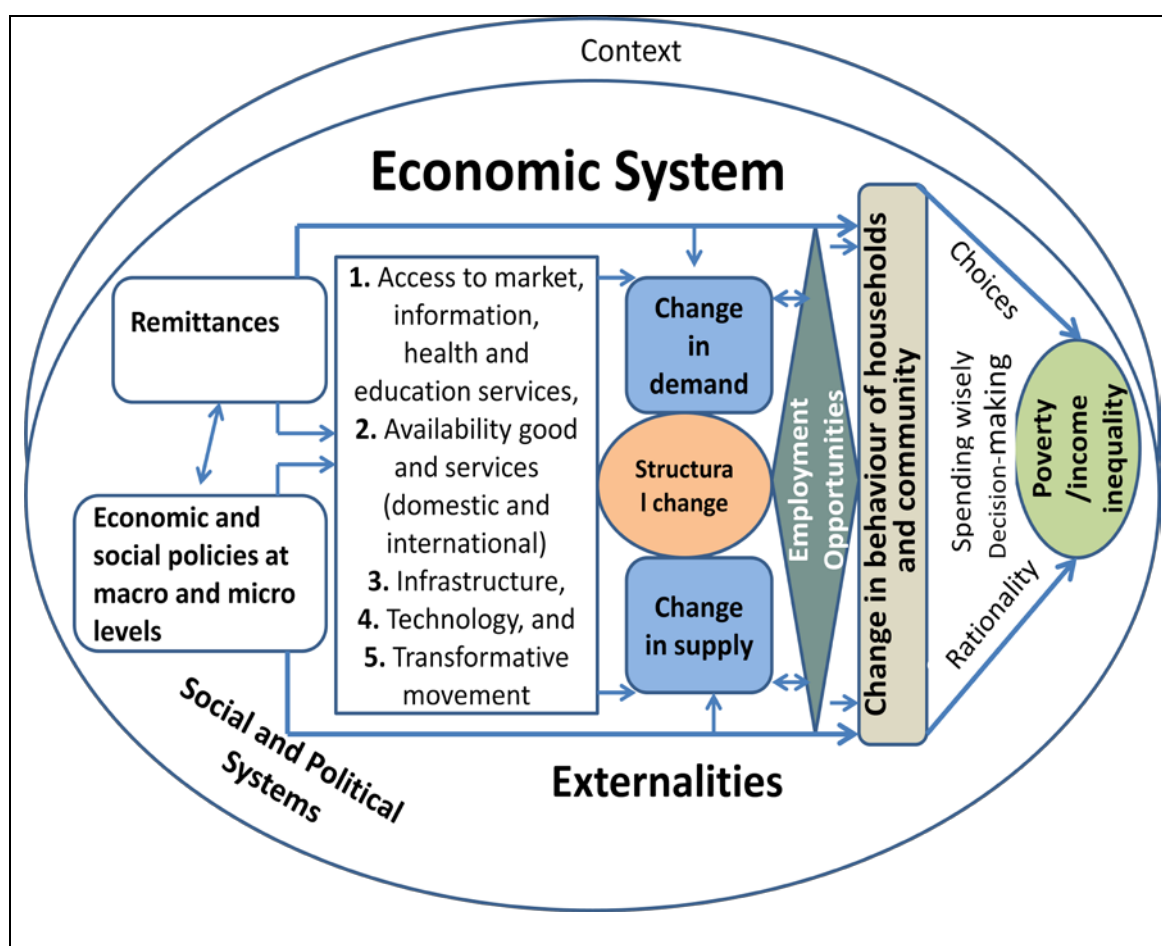 Context
Economic System
Remittances
Economic and
social policies at
macro and micro
levels
Social and Political
Systems
1. Access to market,
information,
health and
education services,
2. Availability good
and services
(domestic and
international)
3. Infrastructure,
4. Technology, and
5. Transformative
movement
Change
in
demand
Structura
l change
Change
in supply
Employment
Opportunities
Change in behaviour of households
and community
Choices
Spending wisely
Decision-making
Rationality
Poverty
/income
inequality
Externalities